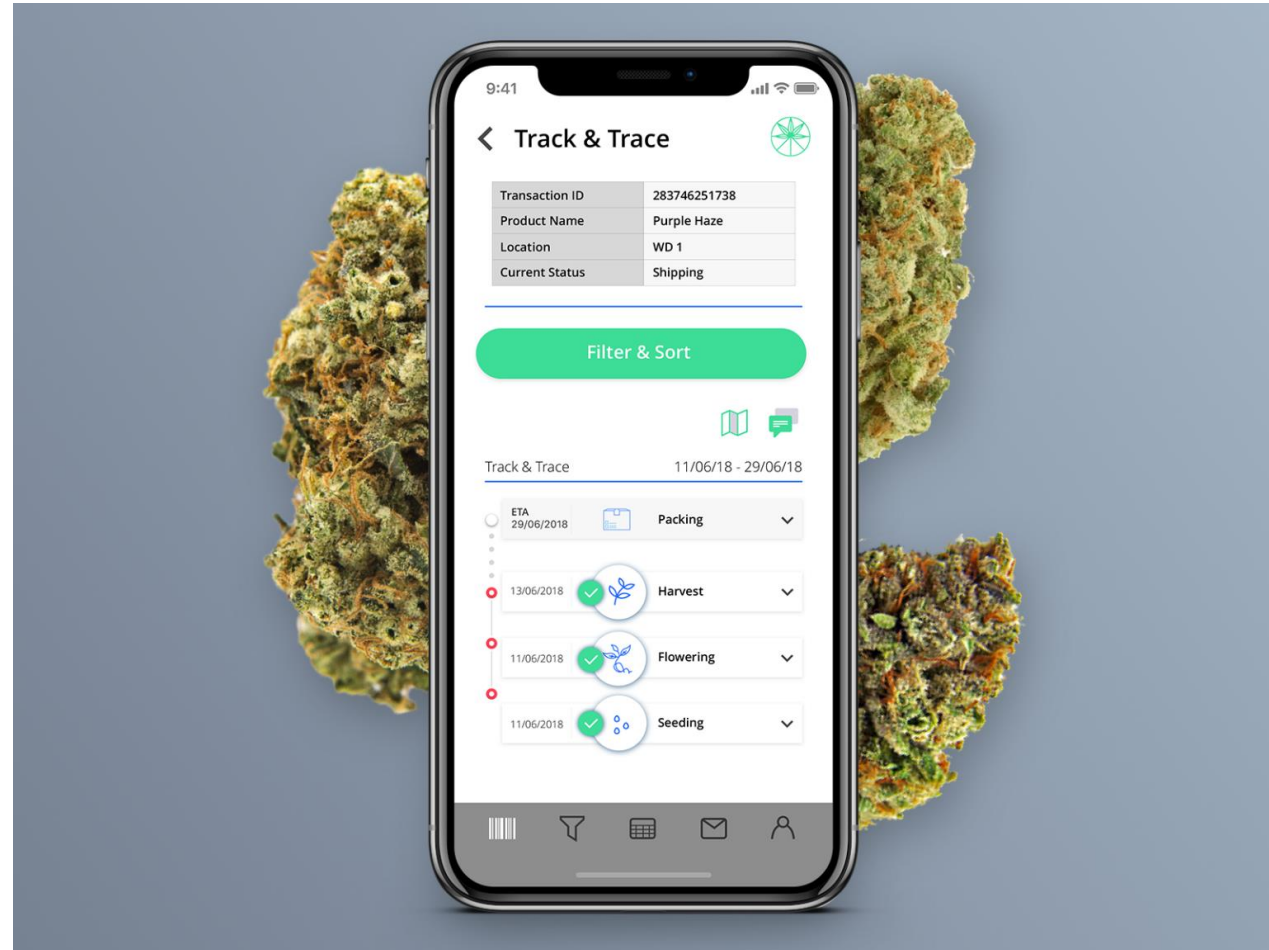 9:41
Track & Trace
Transaction ID 283746251738
Product Name Purple Haze
Location WD 1
Current Status Shipping
Filter & Sort
Track & Trace 11/06/18 - 29/06/18
ETA
29/06/2018 Packing
13/06/2018 Harvest
11/06/2018 Flowering
11/06/2018 Seeding